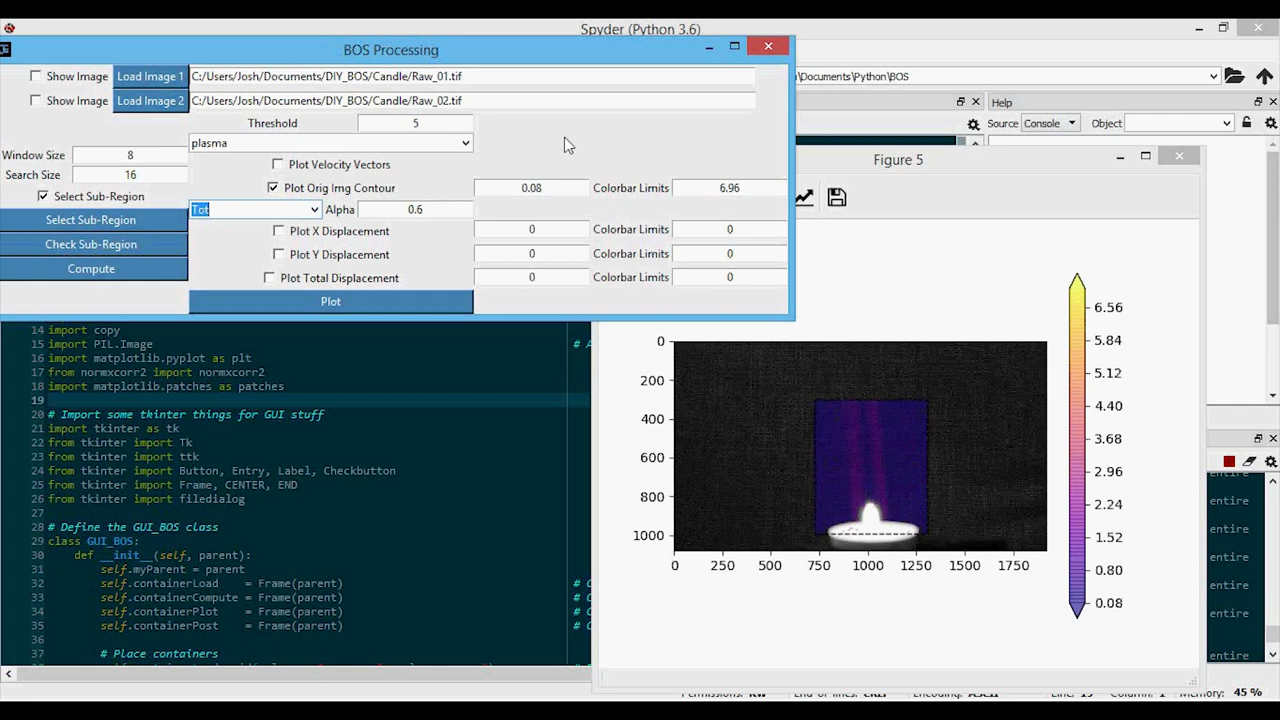 Spyder (Python 3.6)
BOS Processing
Show Image Load Image 1 C:/Users/Josh/Documents/DIY_BOS/Candle/Raw_01.tif
Show Image Load Image 2 C:/Users/Josh/Documents/DIY_BOS/Candle/Raw_02.tif
Threshold 5
plasma
Window Size 8
Plot Velocity Vectors
Search Size 16
Plot Orig Img Contour 0.08 Colorbar Limits 6.96
Select Sub-Region
Tot Alpha 0.6
Select Sub-Region
Plot X Displacement 0 Colorbar Limits 0
Check Sub-Region
Plot Y Displacement 0 Colorbar Limits 0
Compute
Plot Total Displacement 0 Colorbar Limits 0
Plot
\Documents\Python\BOS
Help
Source Console Object
Figure 5
14 import copy
15 import PIL.Image #
16 import matplotlib.pyplot as plt
17 from normxcorr2 import normxcorr2
18 import matplotlib.patches as patches
19
20 # Import some tkinter things for GUI stuff
21 import tkinter as tk
22 from tkinter import Tk
23 from tkinter import ttk
24 from tkinter import Button, Entry, Label, Checkbutton
25 from tkinter import Frame, CENTER, END
26 from tkinter import filedialog
27
28 # Define the GUI_BOS class
29 class GUI_BOS:
30 def __init__(self, parent):
31 self.myParent = parent
32 self.containerLoad = Frame(parent) #
33 self.containerCompute = Frame(parent) #
34 self.containerPlot = Frame(parent) #
35 self.containerPost = Frame(parent) #
36
37 # Place containers
0
200
400
600
800
1000
0 250 500 750 1000 1250 1500 1750
6.56
5.84
5.12
4.40
3.68
2.96
2.24
1.52
0.80
0.08
entire
entire
entire
entire
entire
entire
Memory: 45 %